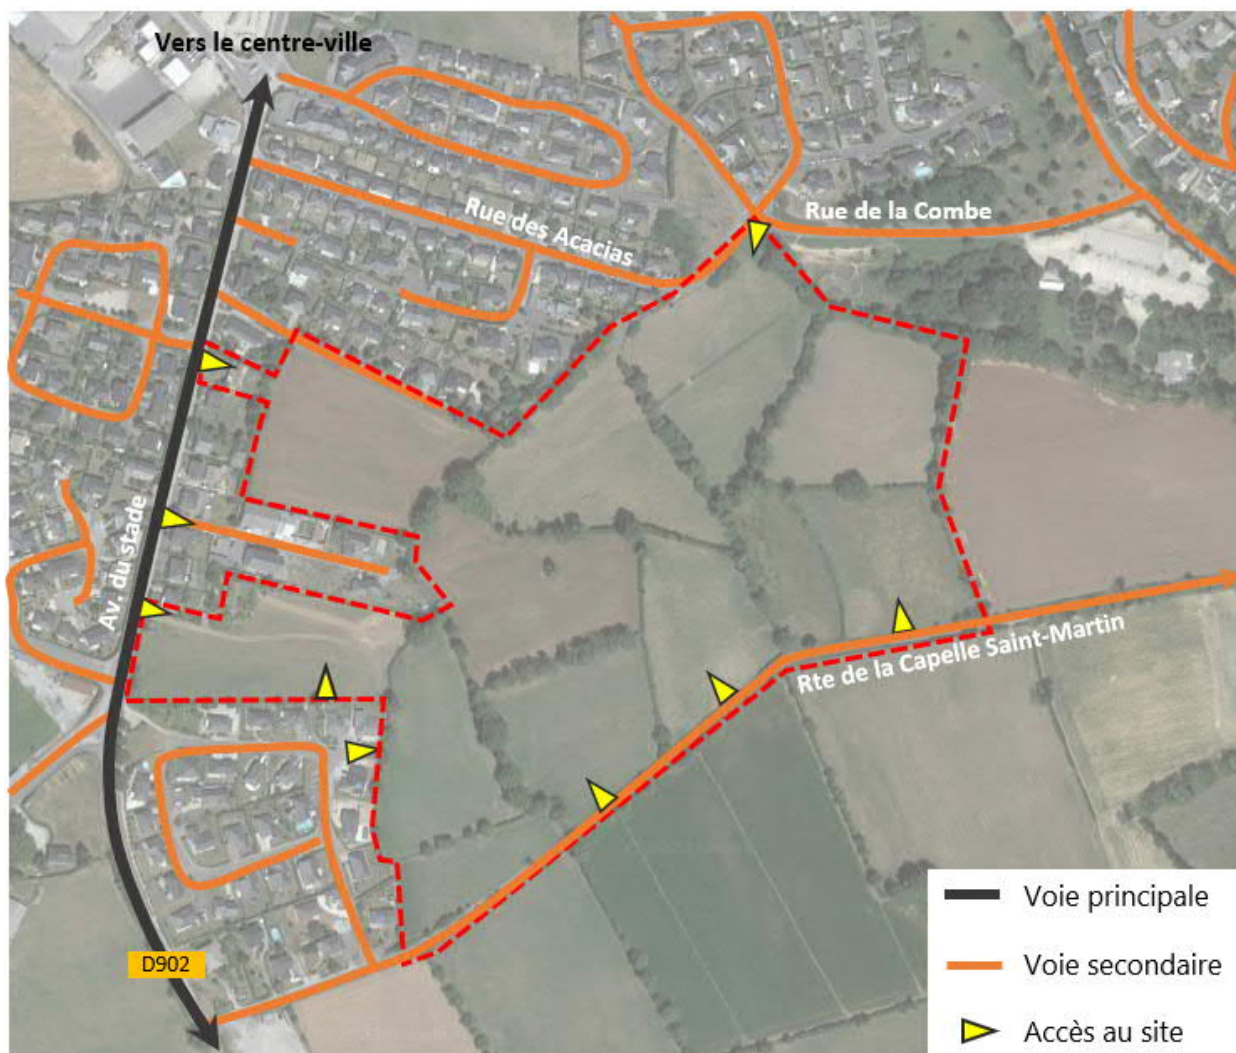 Vers le centre-ville
Rue des Acacias
Rue de la Combe
Av. du stade
Rte de la Capelle Saint-Martin
D902
Voie principale
Voie secondaire
Accès au site